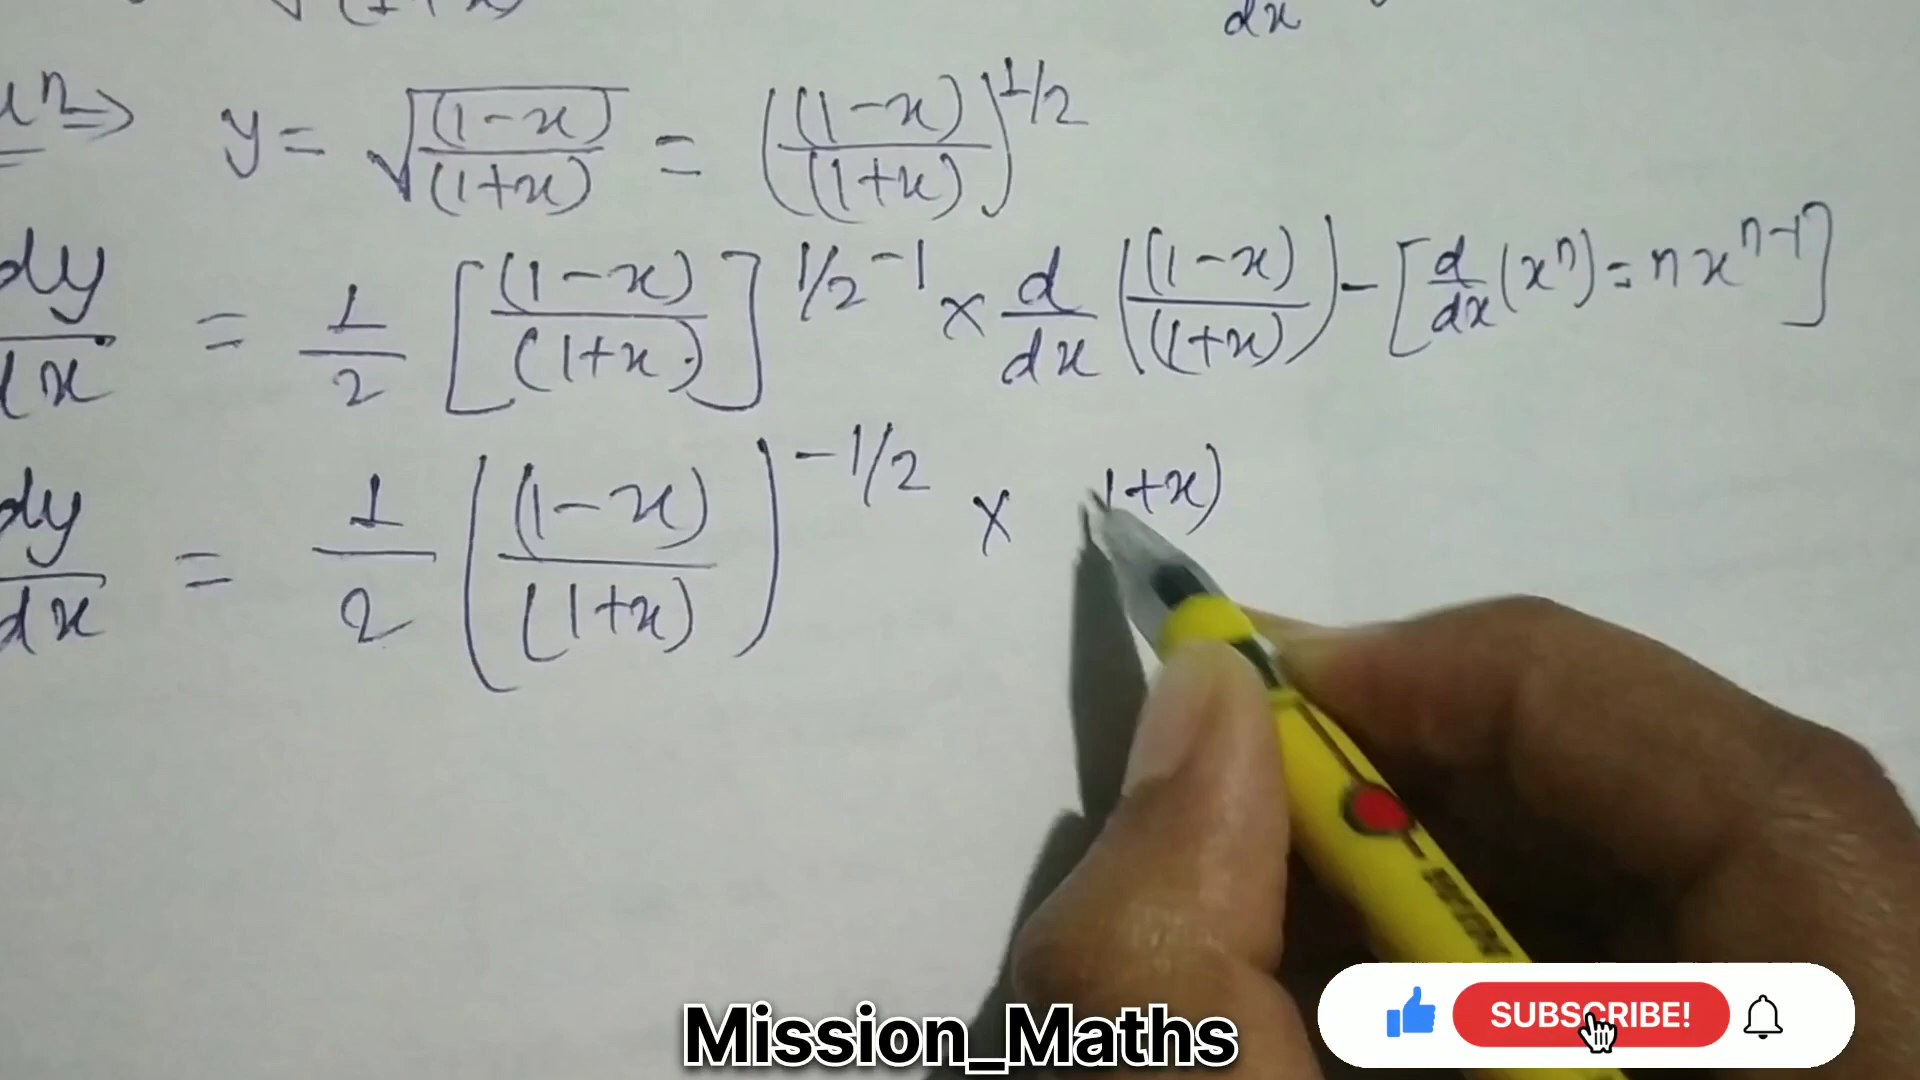 dx
⇒ y = √((1-x)/(1+x)) = ((1-x)/(1+x))^1/2
dy/dx = 1/2 [(1-x)/(1+x)]^1/2-1 × d/dx ((1-x)/(1+x)) - [d/dx (x^n) = nx^n-1]
dy/dx = 1/2 ((1-x)/(1+x))^-1/2 × 1+x)
Mission_Maths
SUBSCRIBE!